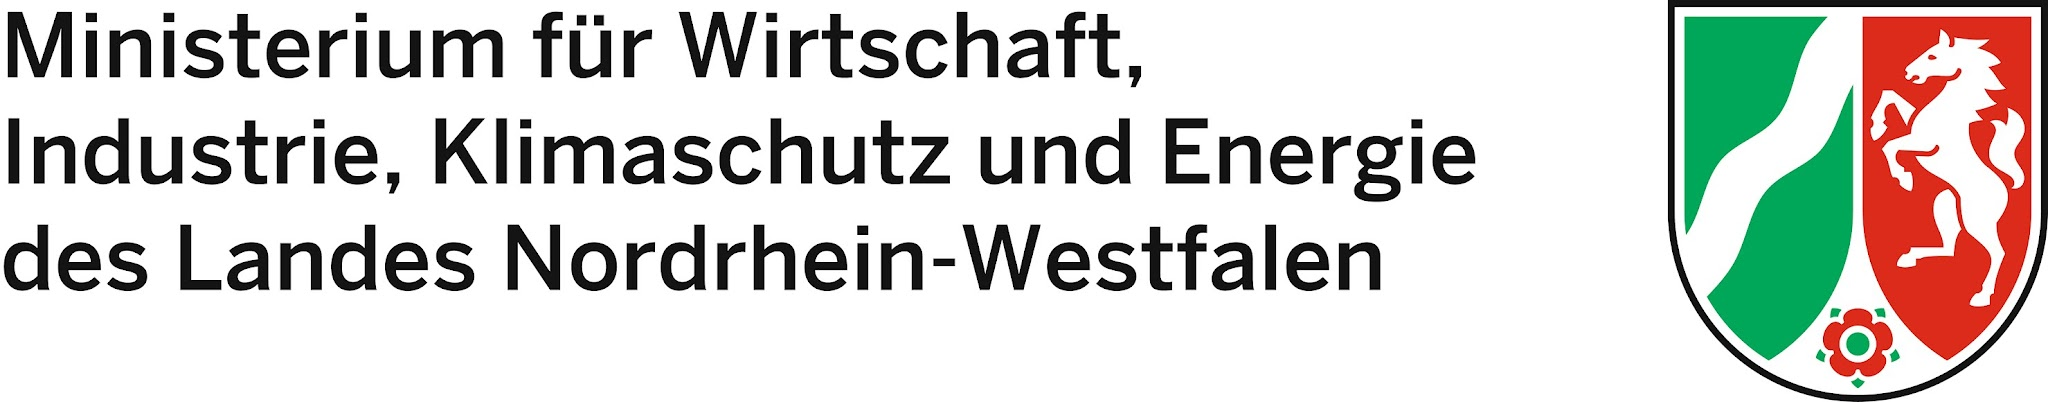 Ministerium für Wirtschaft,
Industrie, Klimaschutz und Energie
des Landes Nordrhein-Westfalen